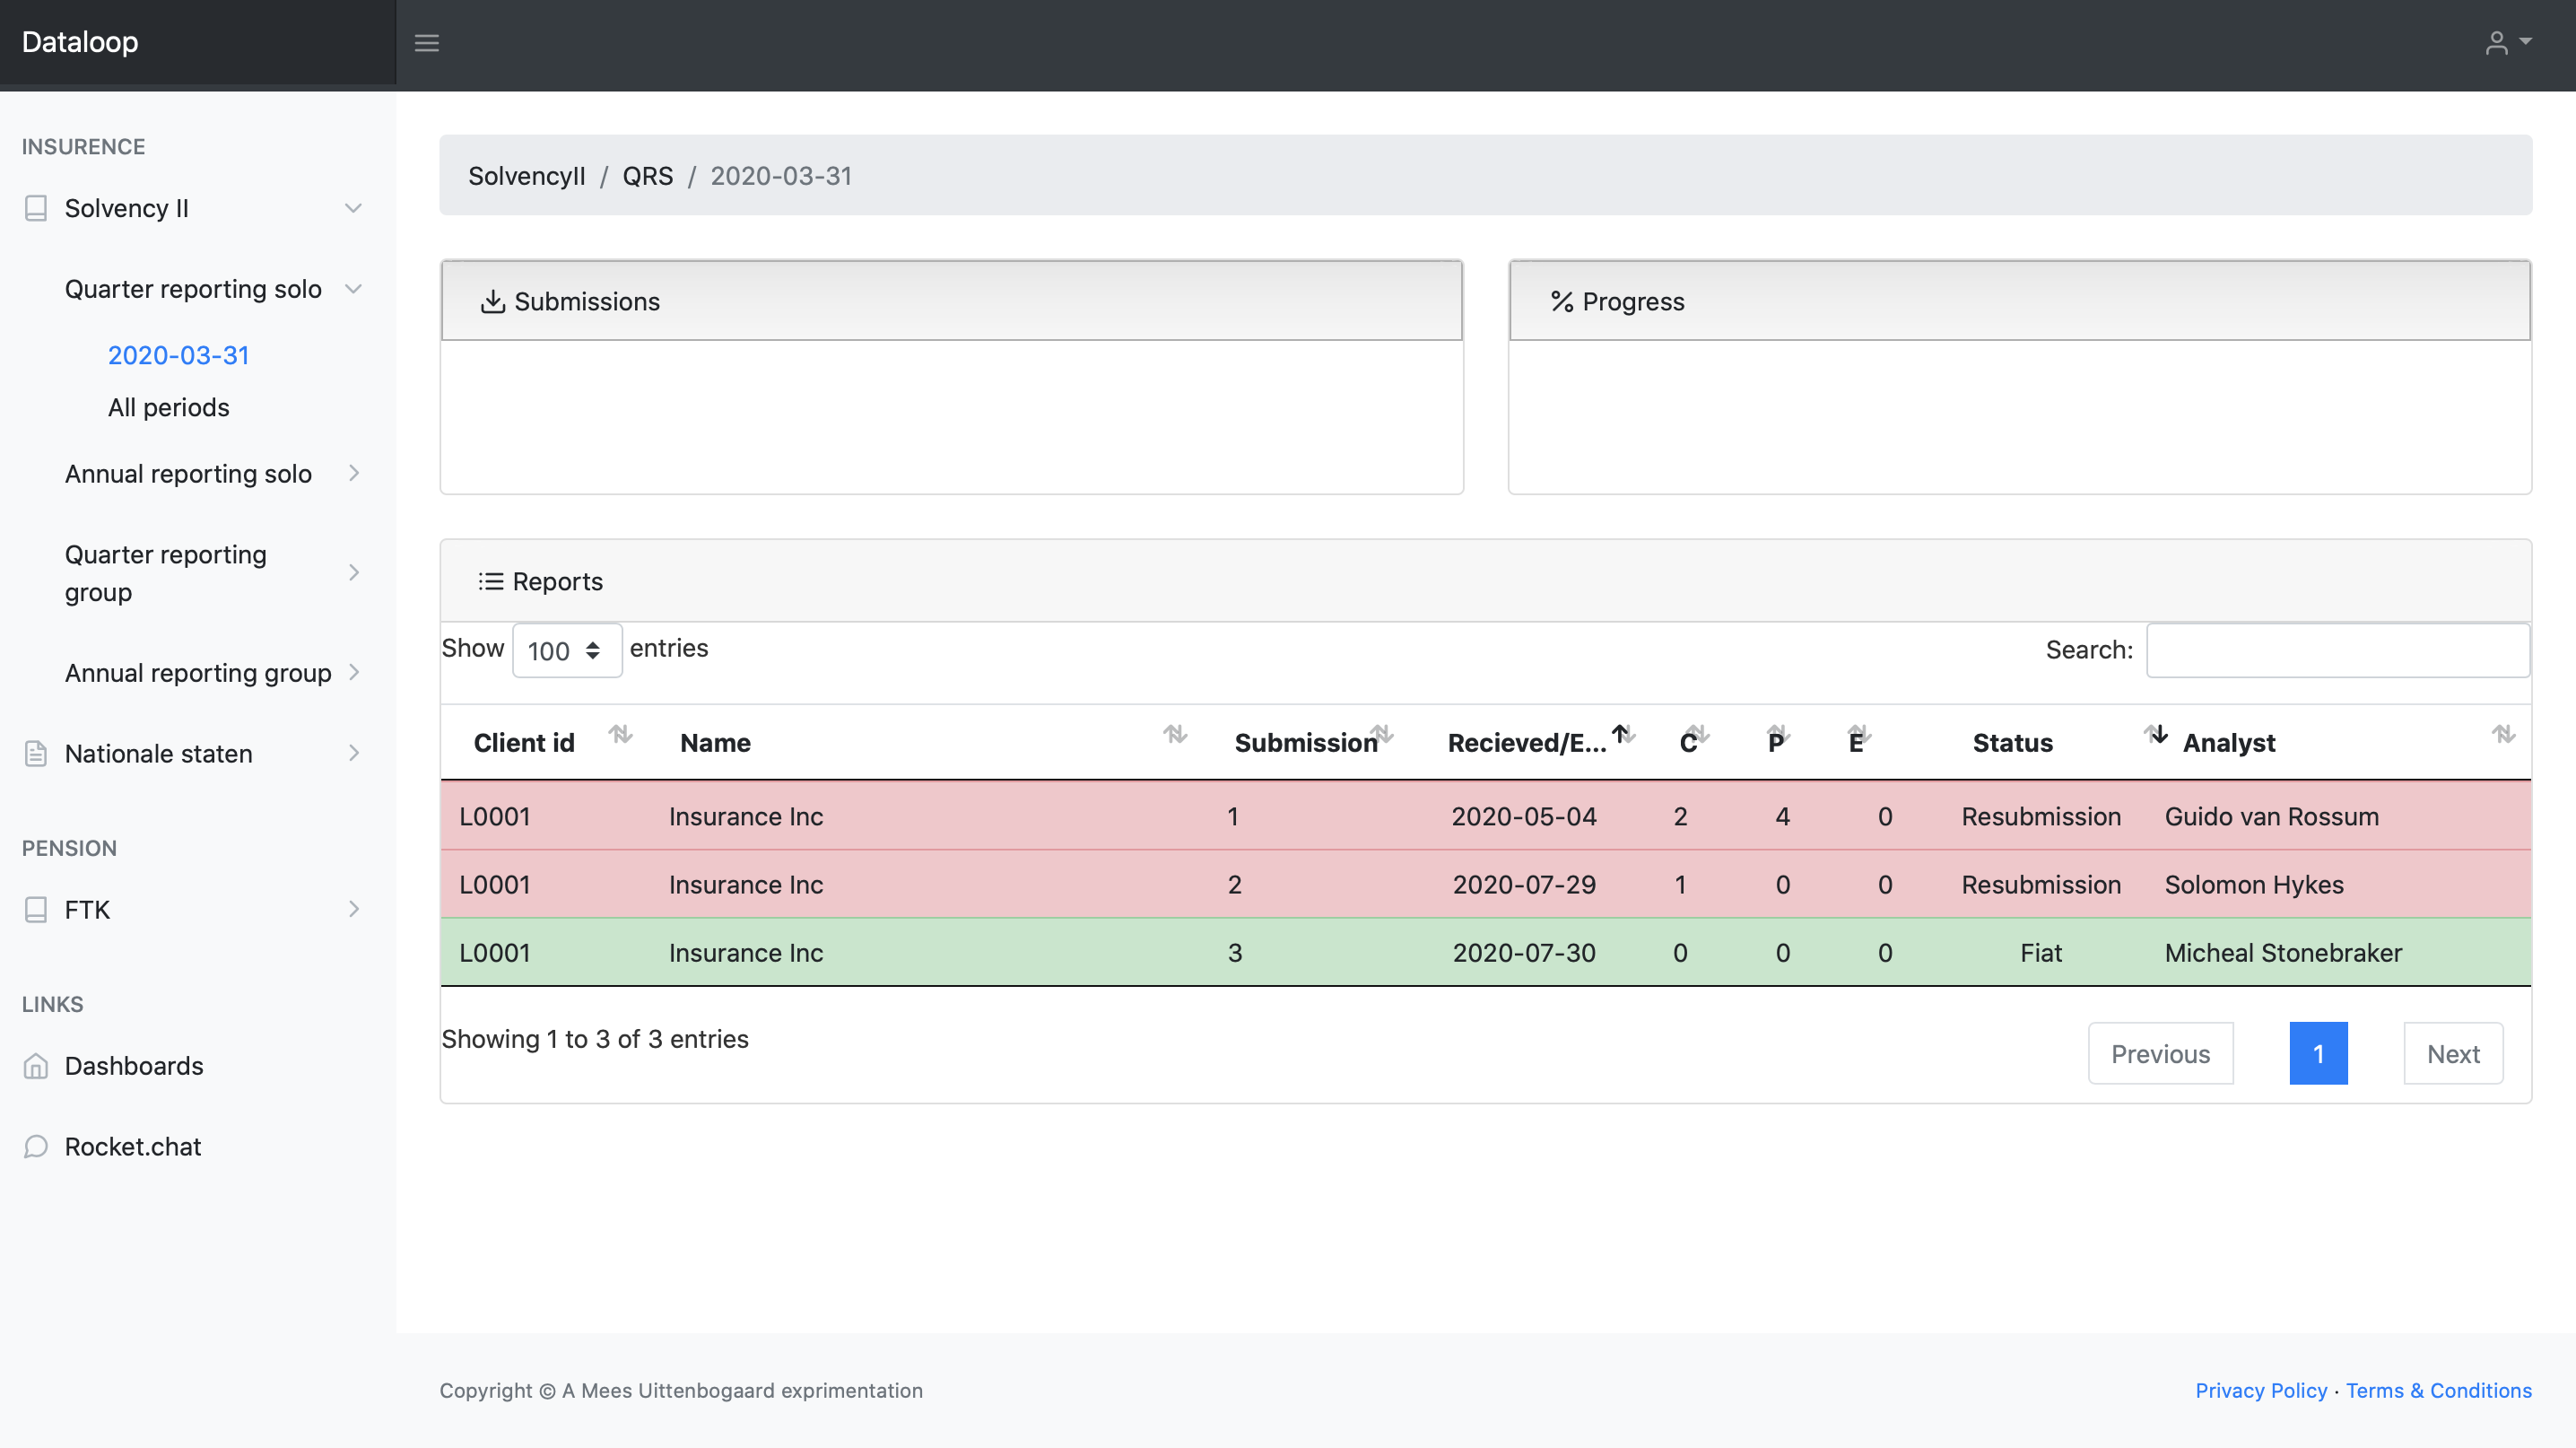 Dataloop
INSURENCE
Solvency II
Quarter reporting solo
2020-03-31
All periods
Annual reporting solo
Quarter reporting
group
Annual reporting group
Nationale staten
PENSION
FTK
LINKS
Dashboards
Rocket.chat
SolvencyII / QRS / 2020-03-31
Submissions
Progress
Reports
Show 100 entries
Search:
Client id Name Submission Recieved/E... C P E Status Analyst
L0001 Insurance Inc 1 2020-05-04 2 4 0 Resubmission Guido van Rossum
L0001 Insurance Inc 2 2020-07-29 1 0 0 Resubmission Solomon Hykes
L0001 Insurance Inc 3 2020-07-30 0 0 0 Fiat Micheal Stonebraker
Showing 1 to 3 of 3 entries
Previous 1 Next
Copyright © A Mees Uittenbogaard exprimentation
Privacy Policy · Terms & Conditions